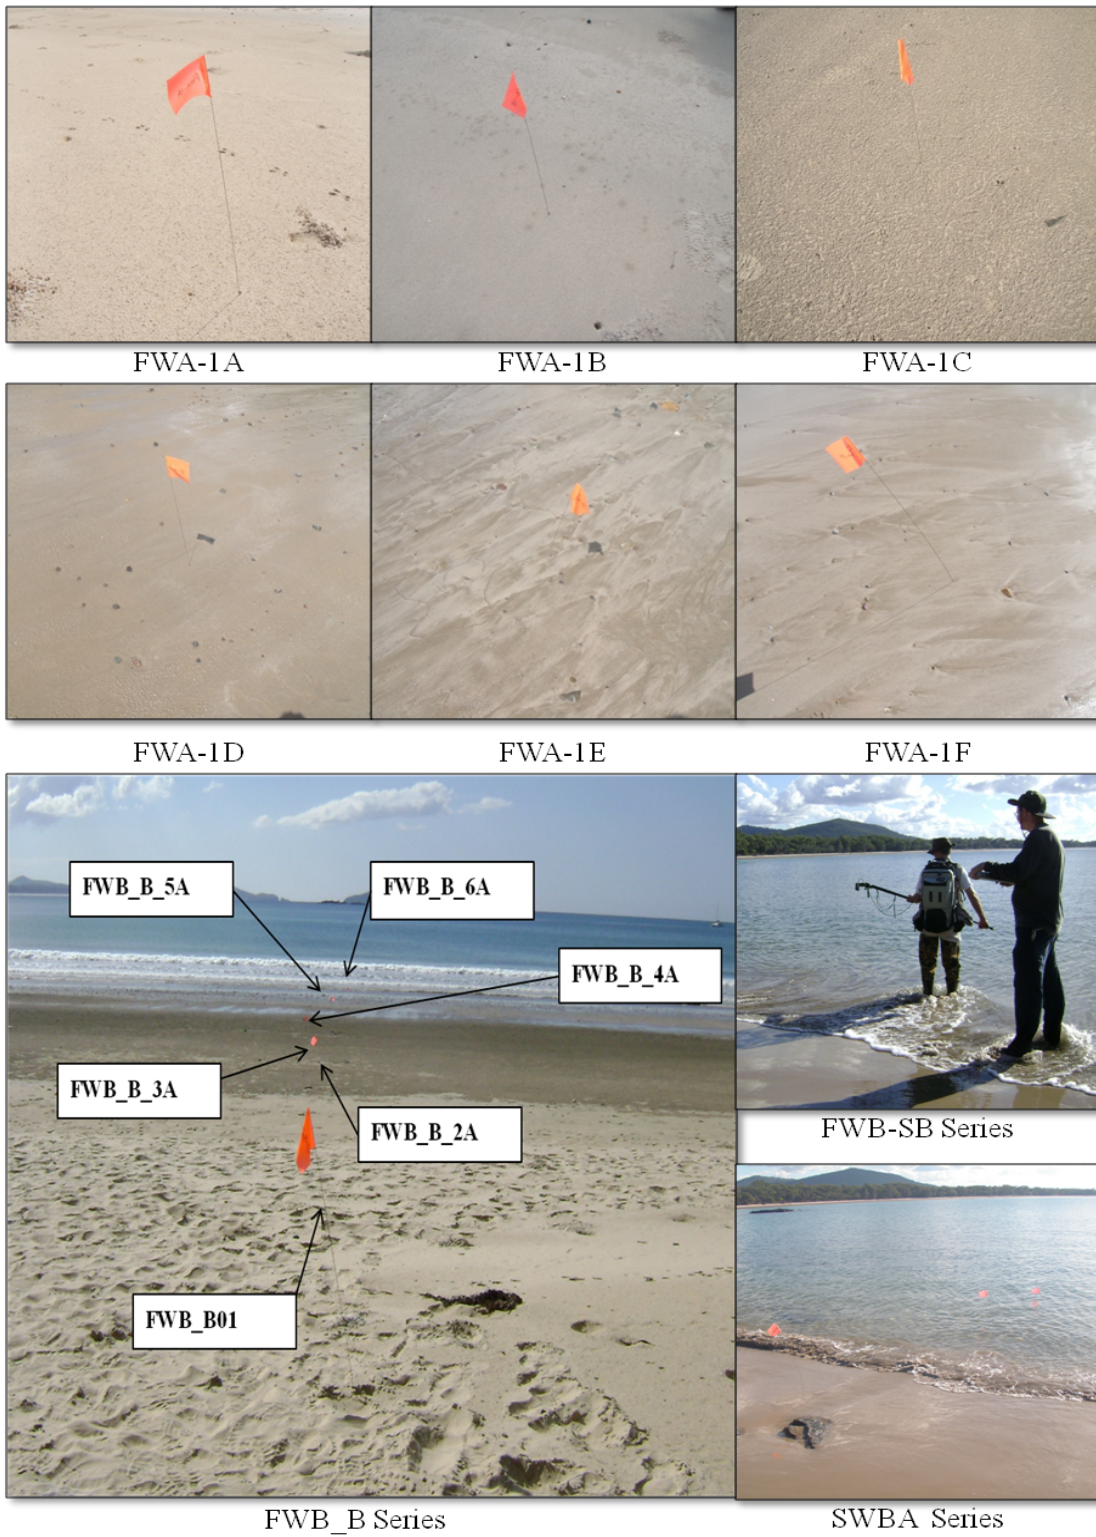 FWA-1A
FWA-1B
FWA-1C
FWA-1D
FWA-1E
FWA-1F
FWB_B_5A
FWB_B_6A
FWB_B_4A
FWB_B_3A
FWB_B_2A
FWB_B01
FWB_B Series
FWB-SB Series
SWBA Series